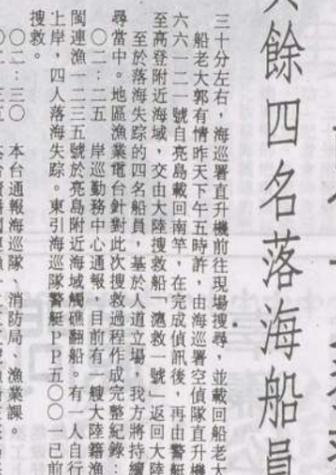 餘四名落海船員
三十分左右，海巡署直升機前往現場搜尋，並載回船老大
船老大郭有情昨天下午五時許，由海巡署空偵隊直升機
六六一二一號自亮島載回南竿，在完成偵訊後，再由警艇
至高登附近海域，交由大陸搜救船「滬救一號」返回大陸
至於落海失踪的四名船員，基於人道立場，我方將持續
尋當中。地區漁業電台針對此次搜救過程作成完整紀錄：
〇二：二五　岸巡勤務中心通報：目前有一艘大陸籍漁
閩連漁一二三五號於亮島附近海域觸礁翻船。有一人自行
上岸，四人落海失踪。東引海巡隊警艇PP五〇〇一已前
搜救。
〇二：三〇　本台通報海巡隊、消防局、漁業課。